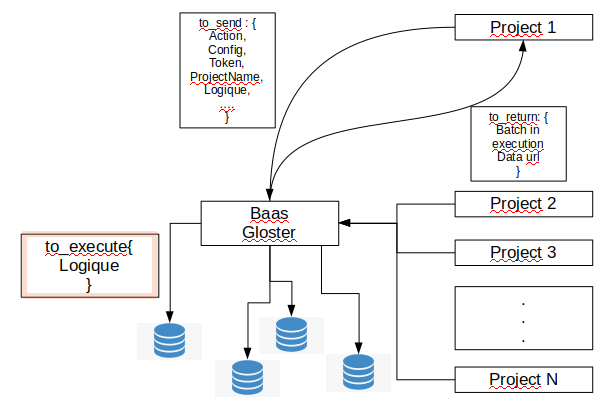 to_send : {
Action,
Config,
Token,
ProjectName,
Logique,
....
}
Project 1
to_return: {
Batch in
execution
Data url
}
Baas
Gloster
Project 2
to_execute{
Logique
}
Project 3
.
.
.
Project N